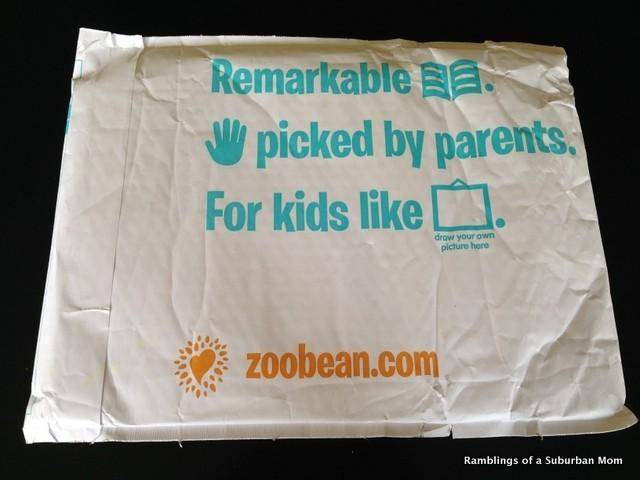 Remarkable .
picked by parents.
For kids like .
draw your own
picture here
zoobean.com
Ramblings of a Suburban Mom